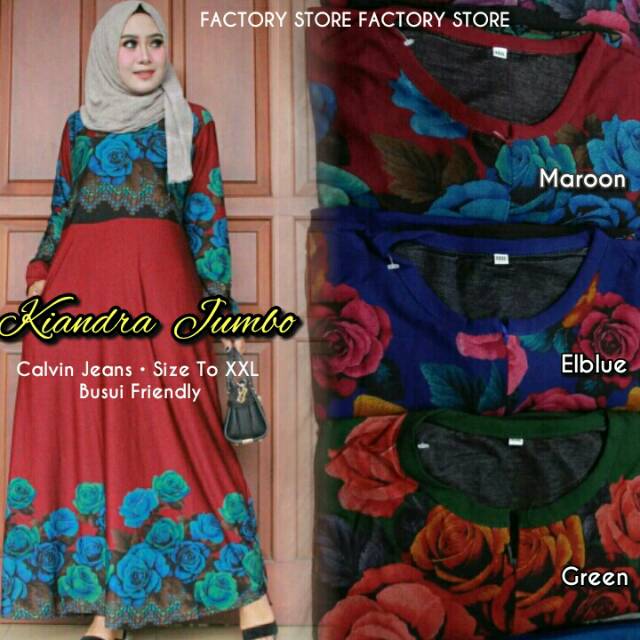 FACTORY STORE FACTORY STORE
Maroon
Kiandra Jumbo
Calvin Jeans • Size To XXL
Busui Friendly
Elblue
Green